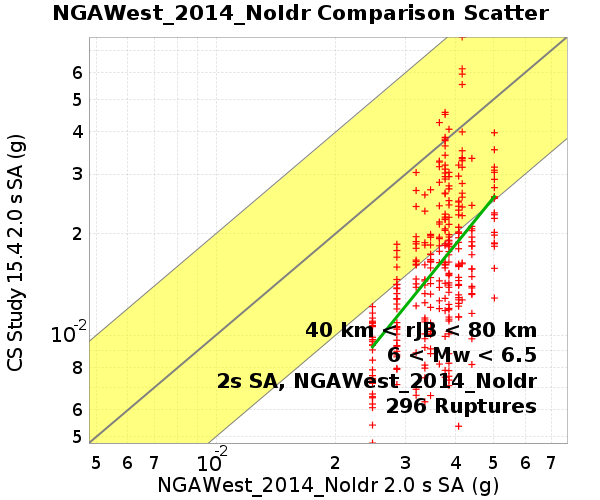 NGAWest_2014_NoIdr Comparison Scatter
CS Study 15.4 2.0 s SA (g)
6
5
4
3
2
10-2
8
7
6
5
40 km < rJB < 80 km
6 < Mw < 6.5
2s SA, NGAWest_2014_NoIdr
296 Ruptures
5 6 7 10-2 2 3 4 5 6 7
NGAWest_2014_NoIdr 2.0 s SA (g)